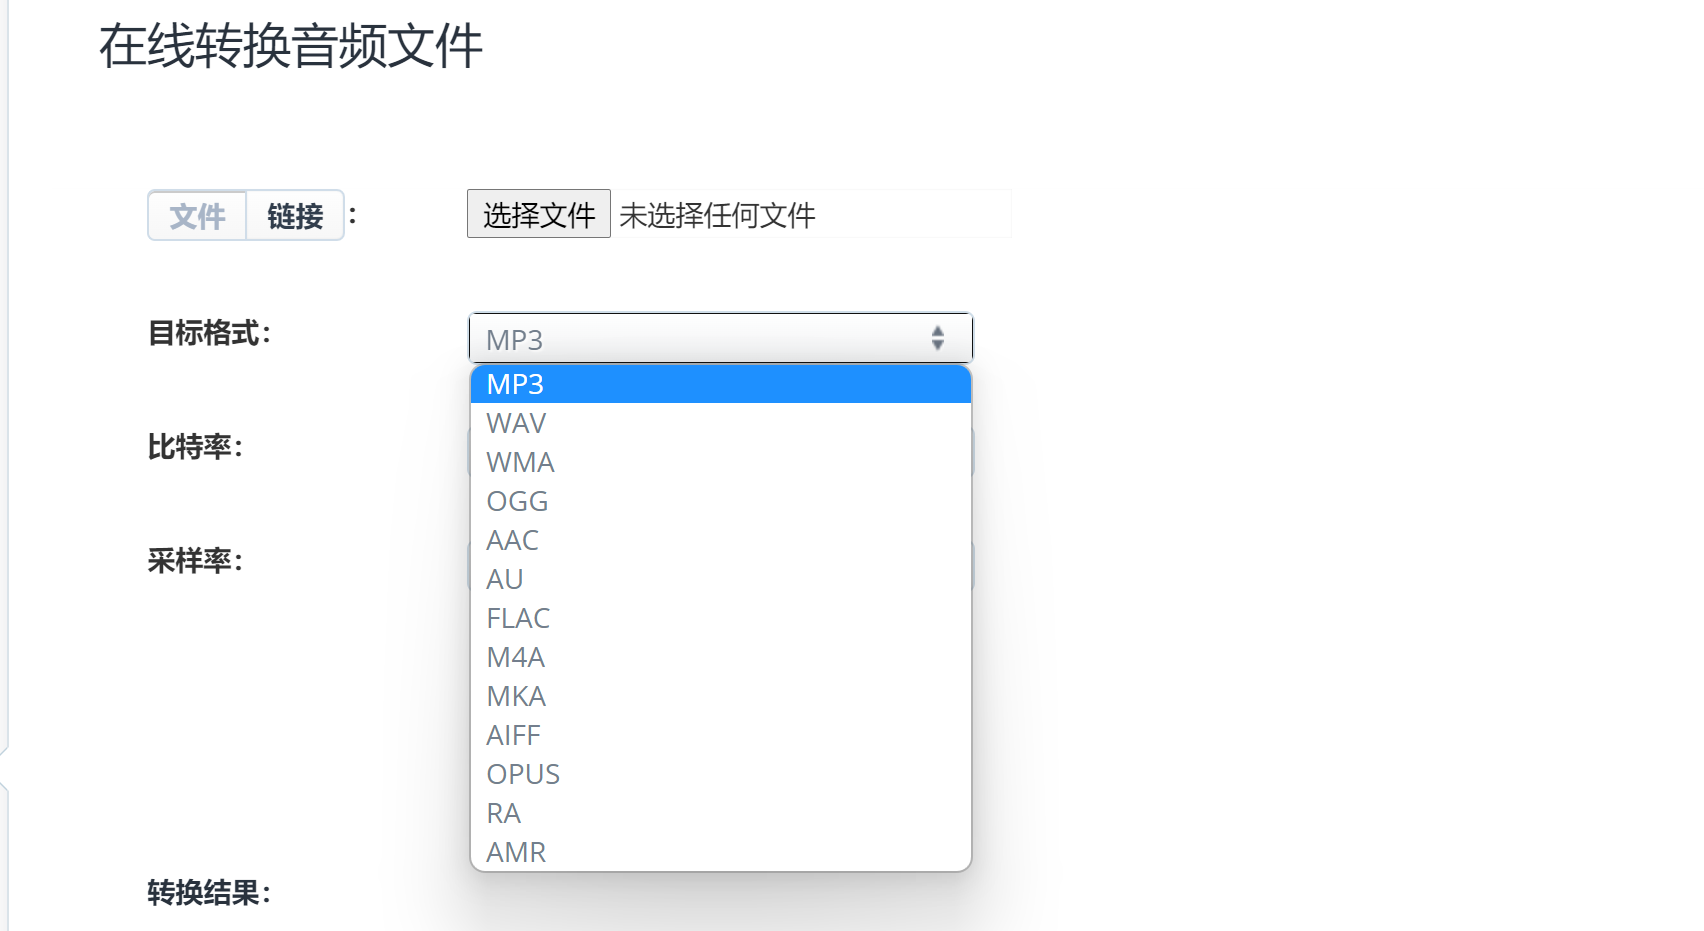 在线转换音频文件
文件 链接 : 选择文件 未选择任何文件
目标格式: MP3
MP3
WAV
WMA
OGG
AAC
AU
FLAC
M4A
MKA
AIFF
OPUS
RA
AMR
比特率:
采样率:
转换结果: